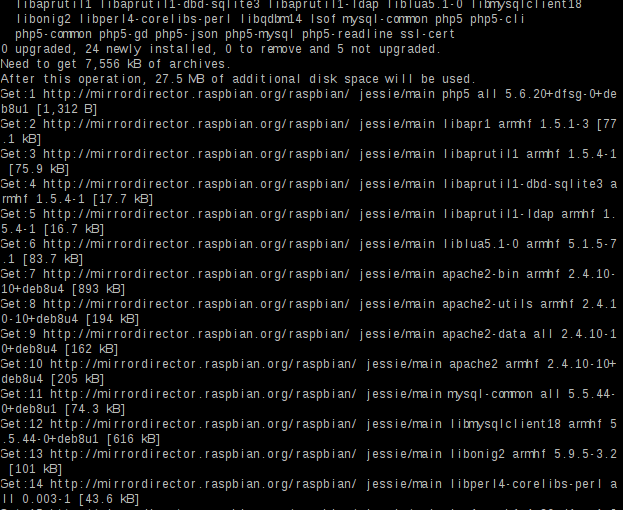 libaprutil1 libaprutil1-dbd-sqlite3 libaprutil1-ldap liblua5.1-0 libmysqlclient18
libonig2 libperl4-corelibs-perl libqdbm14 lsof mysql-common php5 php5-cli
php5-common php5-gd php5-json php5-mysql php5-readline ssl-cert
0 upgraded, 24 newly installed, 0 to remove and 5 not upgraded.
Need to get 7,556 kB of archives.
After this operation, 27.5 MB of additional disk space will be used.
Get:1 http://mirrordirector.raspbian.org/raspbian/ jessie/main php5 all 5.6.20+dfsg-0+de
b8u1 [1,312 B]
Get:2 http://mirrordirector.raspbian.org/raspbian/ jessie/main libapr1 armhf 1.5.1-3 [77
.1 kB]
Get:3 http://mirrordirector.raspbian.org/raspbian/ jessie/main libaprutil1 armhf 1.5.4-1
[75.9 kB]
Get:4 http://mirrordirector.raspbian.org/raspbian/ jessie/main libaprutil1-dbd-sqlite3 a
rmhf 1.5.4-1 [17.7 kB]
Get:5 http://mirrordirector.raspbian.org/raspbian/ jessie/main libaprutil1-ldap armhf 1.
5.4-1 [16.7 kB]
Get:6 http://mirrordirector.raspbian.org/raspbian/ jessie/main liblua5.1-0 armhf 5.1.5-7
.1 [83.7 kB]
Get:7 http://mirrordirector.raspbian.org/raspbian/ jessie/main apache2-bin armhf 2.4.10-
10+deb8u4 [893 kB]
Get:8 http://mirrordirector.raspbian.org/raspbian/ jessie/main apache2-utils armhf 2.4.1
0-10+deb8u4 [194 kB]
Get:9 http://mirrordirector.raspbian.org/raspbian/ jessie/main apache2-data all 2.4.10-1
0+deb8u4 [162 kB]
Get:10 http://mirrordirector.raspbian.org/raspbian/ jessie/main apache2 armhf 2.4.10-10+
deb8u4 [205 kB]
Get:11 http://mirrordirector.raspbian.org/raspbian/ jessie/main mysql-common all 5.5.44-
0+deb8u1 [74.3 kB]
Get:12 http://mirrordirector.raspbian.org/raspbian/ jessie/main libmysqlclient18 armhf 5
.5.44-0+deb8u1 [616 kB]
Get:13 http://mirrordirector.raspbian.org/raspbian/ jessie/main libonig2 armhf 5.9.5-3.2
[101 kB]
Get:14 http://mirrordirector.raspbian.org/raspbian/ jessie/main libperl4-corelibs-perl a
ll 0.003-1 [43.6 kB]